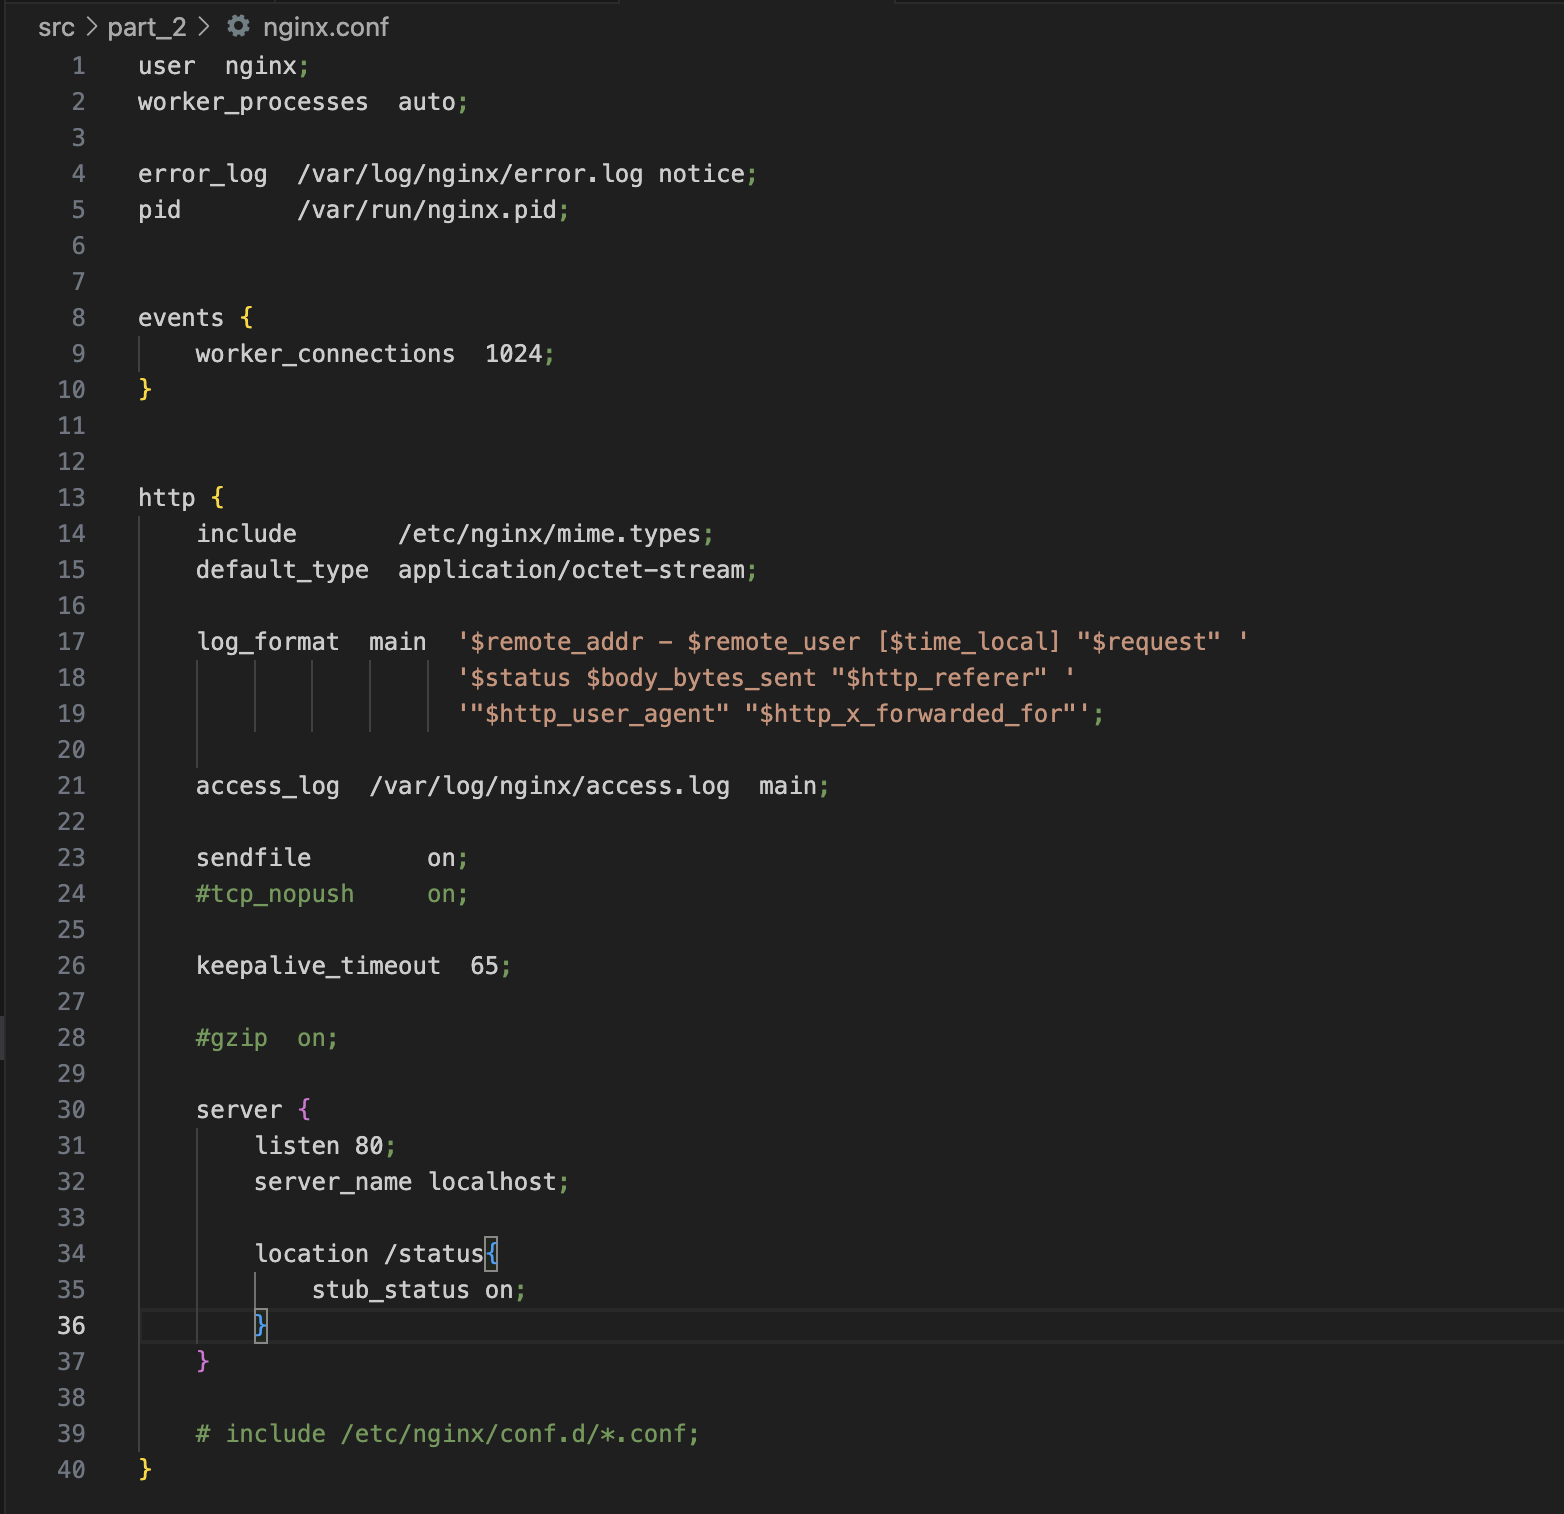 src > part_2 > nginx.conf
1 user  nginx;
2 worker_processes  auto;
3
4 error_log  /var/log/nginx/error.log notice;
5 pid        /var/run/nginx.pid;
6
7
8 events {
9     worker_connections  1024;
10 }
11
12
13 http {
14     include       /etc/nginx/mime.types;
15     default_type  application/octet-stream;
16
17     log_format  main  '$remote_addr - $remote_user [$time_local] "$request" '
18                       '$status $body_bytes_sent "$http_referer" '
19                       '"$http_user_agent" "$http_x_forwarded_for"';
20
21     access_log  /var/log/nginx/access.log  main;
22
23     sendfile        on;
24     #tcp_nopush     on;
25
26     keepalive_timeout  65;
27
28     #gzip  on;
29
30     server {
31         listen 80;
32         server_name localhost;
33
34         location /status{
35             stub_status on;
36         }
37     }
38
39     # include /etc/nginx/conf.d/*.conf;
40 }